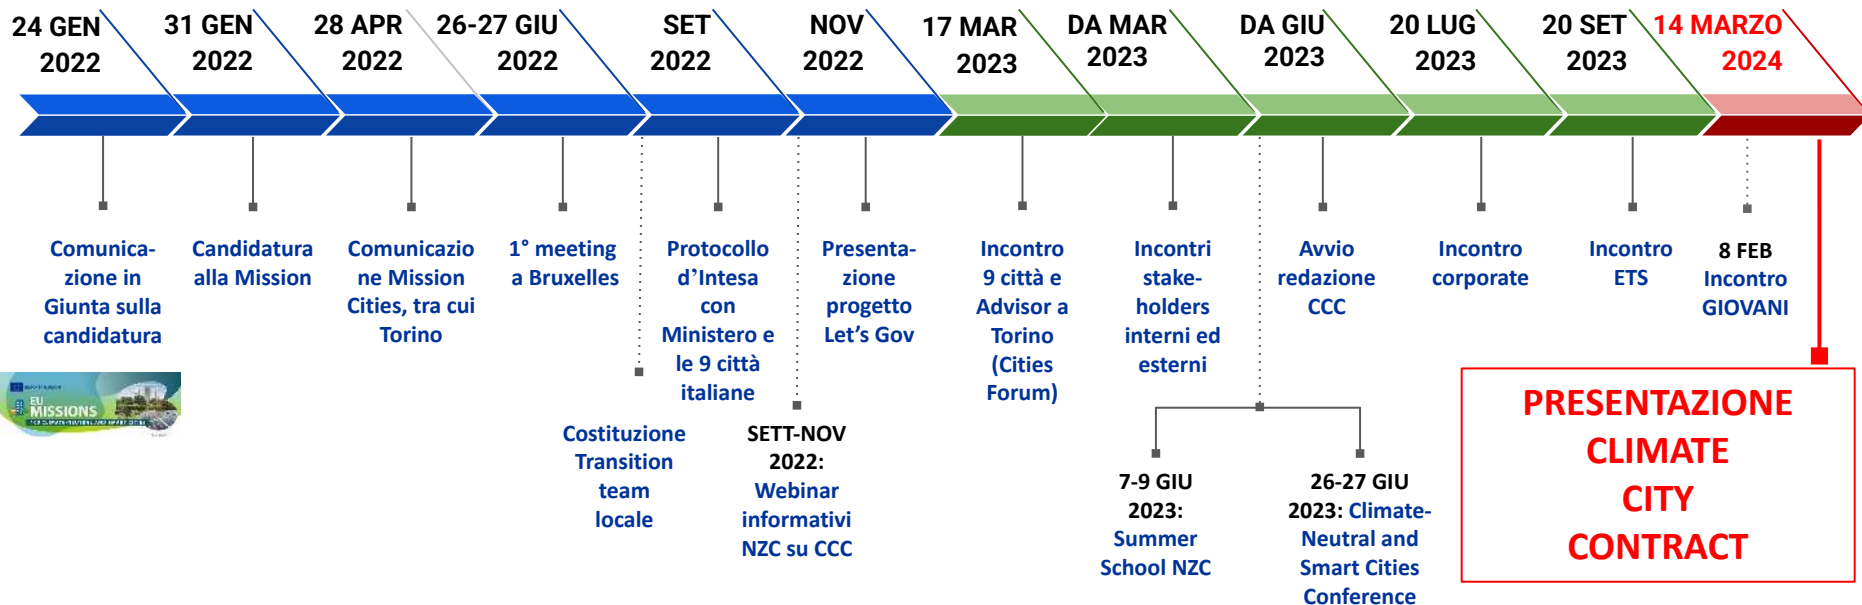 24 GEN
2022
31 GEN
2022
28 APR
2022
26-27 GIU
2022
SET
2022
NOV
2022
17 MAR
2023
DA MAR
2023
DA GIU
2023
20 LUG
2023
20 SET
2023
14 MARZO
2024
Comunica-
zione in
Giunta sulla
candidatura
Candidatura
alla Mission
Comunicazio
ne Mission
Cities, tra cui
Torino
1° meeting
a Bruxelles
Protocollo
d’Intesa
con
Ministero e
le 9 città
italiane
Presenta-
zione
progetto
Let’s Gov
Incontro
9 città e
Advisor a
Torino
(Cities
Forum)
Incontri
stake-
holders
interni ed
esterni
Avvio
redazione
CCC
Incontro
corporate
Incontro
ETS
8 FEB
Incontro
GIOVANI
EU
MISSIONS
FOR CLIMATE-NEUTRAL AND SMART CITIES
Costituzione
Transition
team
locale
SETT-NOV
2022:
Webinar
informativi
NZC su CCC
7-9 GIU
2023:
Summer
School NZC
26-27 GIU
2023: Climate-
Neutral and
Smart Cities
Conference
PRESENTAZIONE
CLIMATE
CITY
CONTRACT